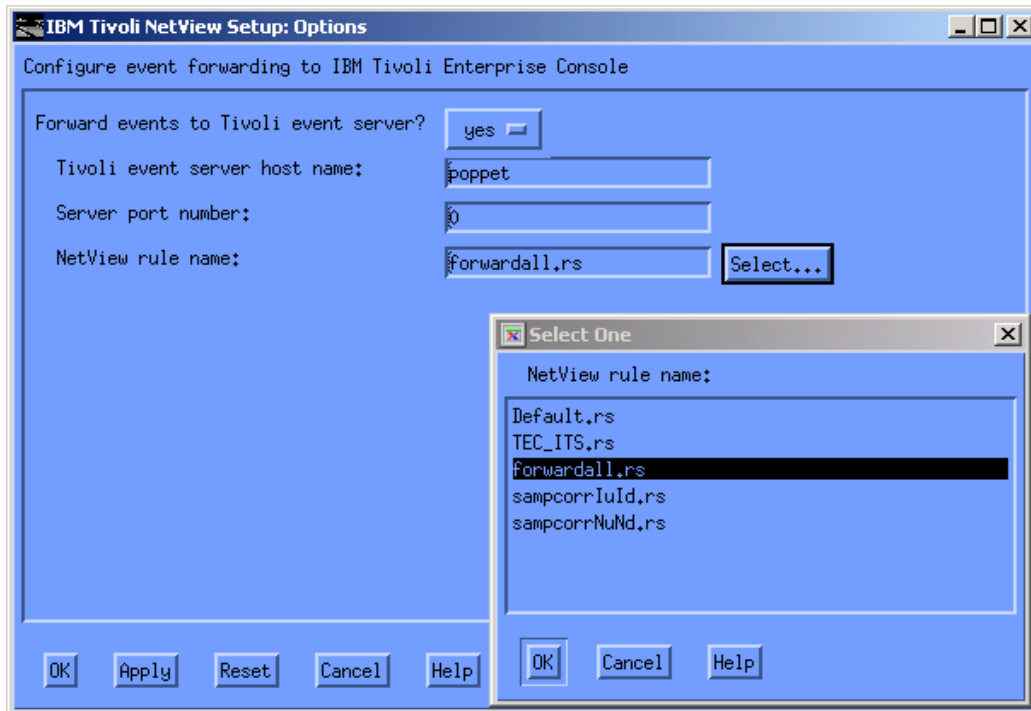 IBM Tivoli NetView Setup: Options
Configure event forwarding to IBM Tivoli Enterprise Console
Forward events to Tivoli event server? yes
Tivoli event server host name: poppet
Server port number: 0
NetView rule name: forwardall.rs Select...
Select One
NetView rule name:
Default.rs
TEC_ITS.rs
forwardall.rs
sampcorrIuId.rs
sampcorrNuNd.rs
OK Cancel Help
OK Apply Reset Cancel Help